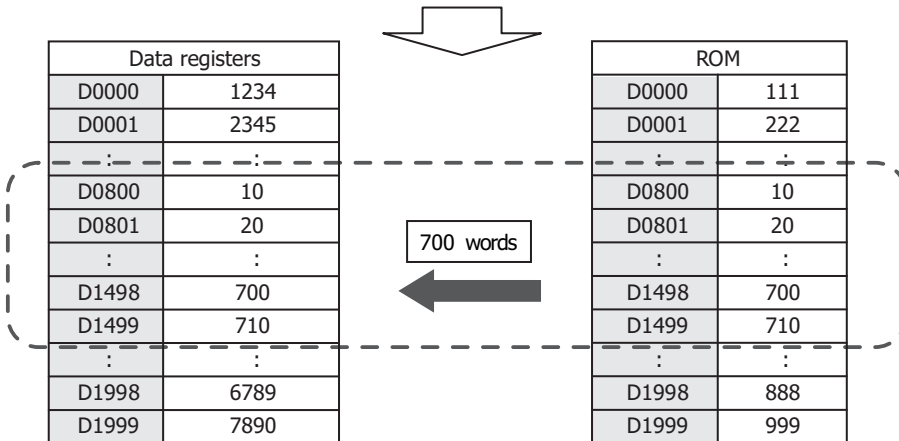 Data registers ROM
D0000 1234 D0000 111
D0001 2345 D0001 222
: : : :
D0800 10 D0800 10
D0801 20 D0801 20
700 words
: : : :
D1498 700 D1498 700
D1499 710 D1499 710
: : : :
D1998 6789 D1998 888
D1999 7890 D1999 999